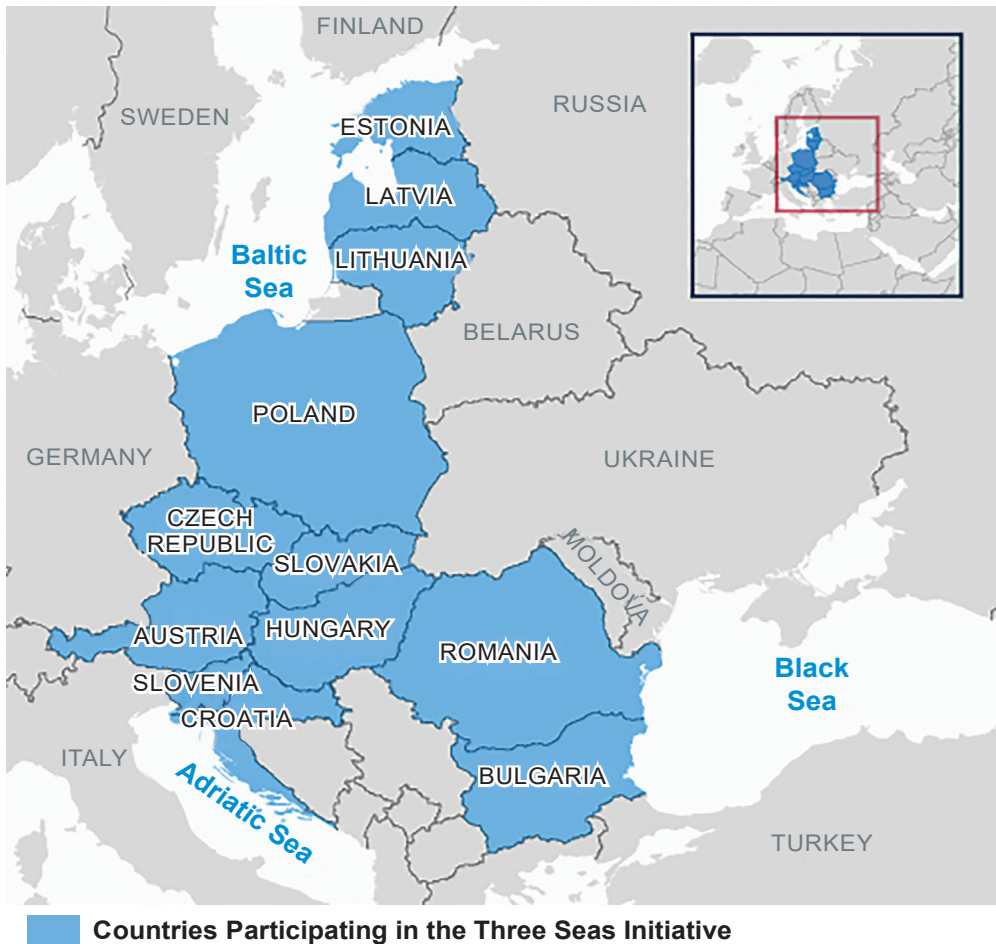 FINLAND
SWEDEN
RUSSIA
ESTONIA
LATVIA
Baltic
Sea
LITHUANIA
BELARUS
POLAND
GERMANY
UKRAINE
CZECH
REPUBLIC
SLOVAKIA
MOLDOVA
AUSTRIA
HUNGARY
ROMANIA
Black
Sea
SLOVENIA
CROATIA
ITALY
BULGARIA
Adriatic Sea
TURKEY
Countries Participating in the Three Seas Initiative